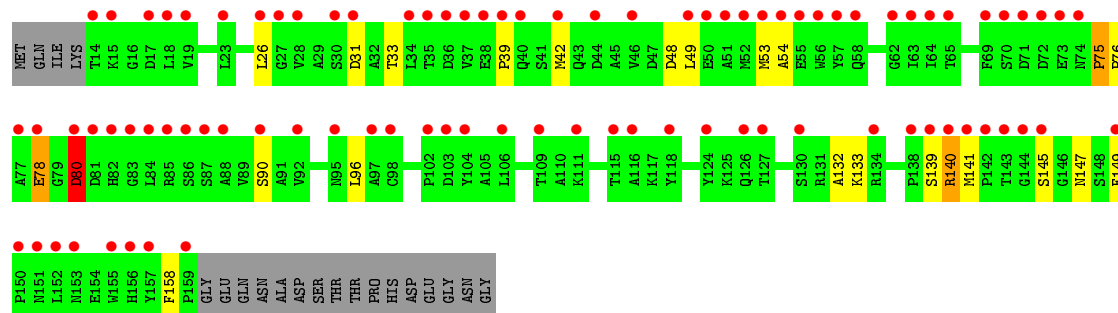 MET GLN ILE LYS T14 K15 G16 D17 L18 V19 L23 L26 G27 V28 A29 S30 D31 A32 T33 L34 T35 D36 V37 E38 P39 Q40 S41 M42 Q43 D44 A45 V46 D47 D48 L49 E50 A51 M52 M53 A54 E55 W56 Y57 Q58 G62 I63 I64 T65 F69 S70 D71 D72 E73 N74 P75 P76
A77 E78 G79 D80 D81 H82 G83 L84 R85 S86 S87 A88 V89 S90 A91 V92 N95 L96 A97 C98 P102 D103 Y104 A105 L106 T109 A110 K111 T115 A116 K117 Y118 Y124 K125 Q126 T127 S130 R131 A132 K133 R134 P138 S139 R140 M141 P142 T143 G144 S145 G146 N147 S148
P150 N151 L152 N153 E154 W155 H156 Y157 F158 P159 GLY GLU GLN ASN ALA ASP SER THR THR PRO HIS ASP GLU GLY ASN GLY